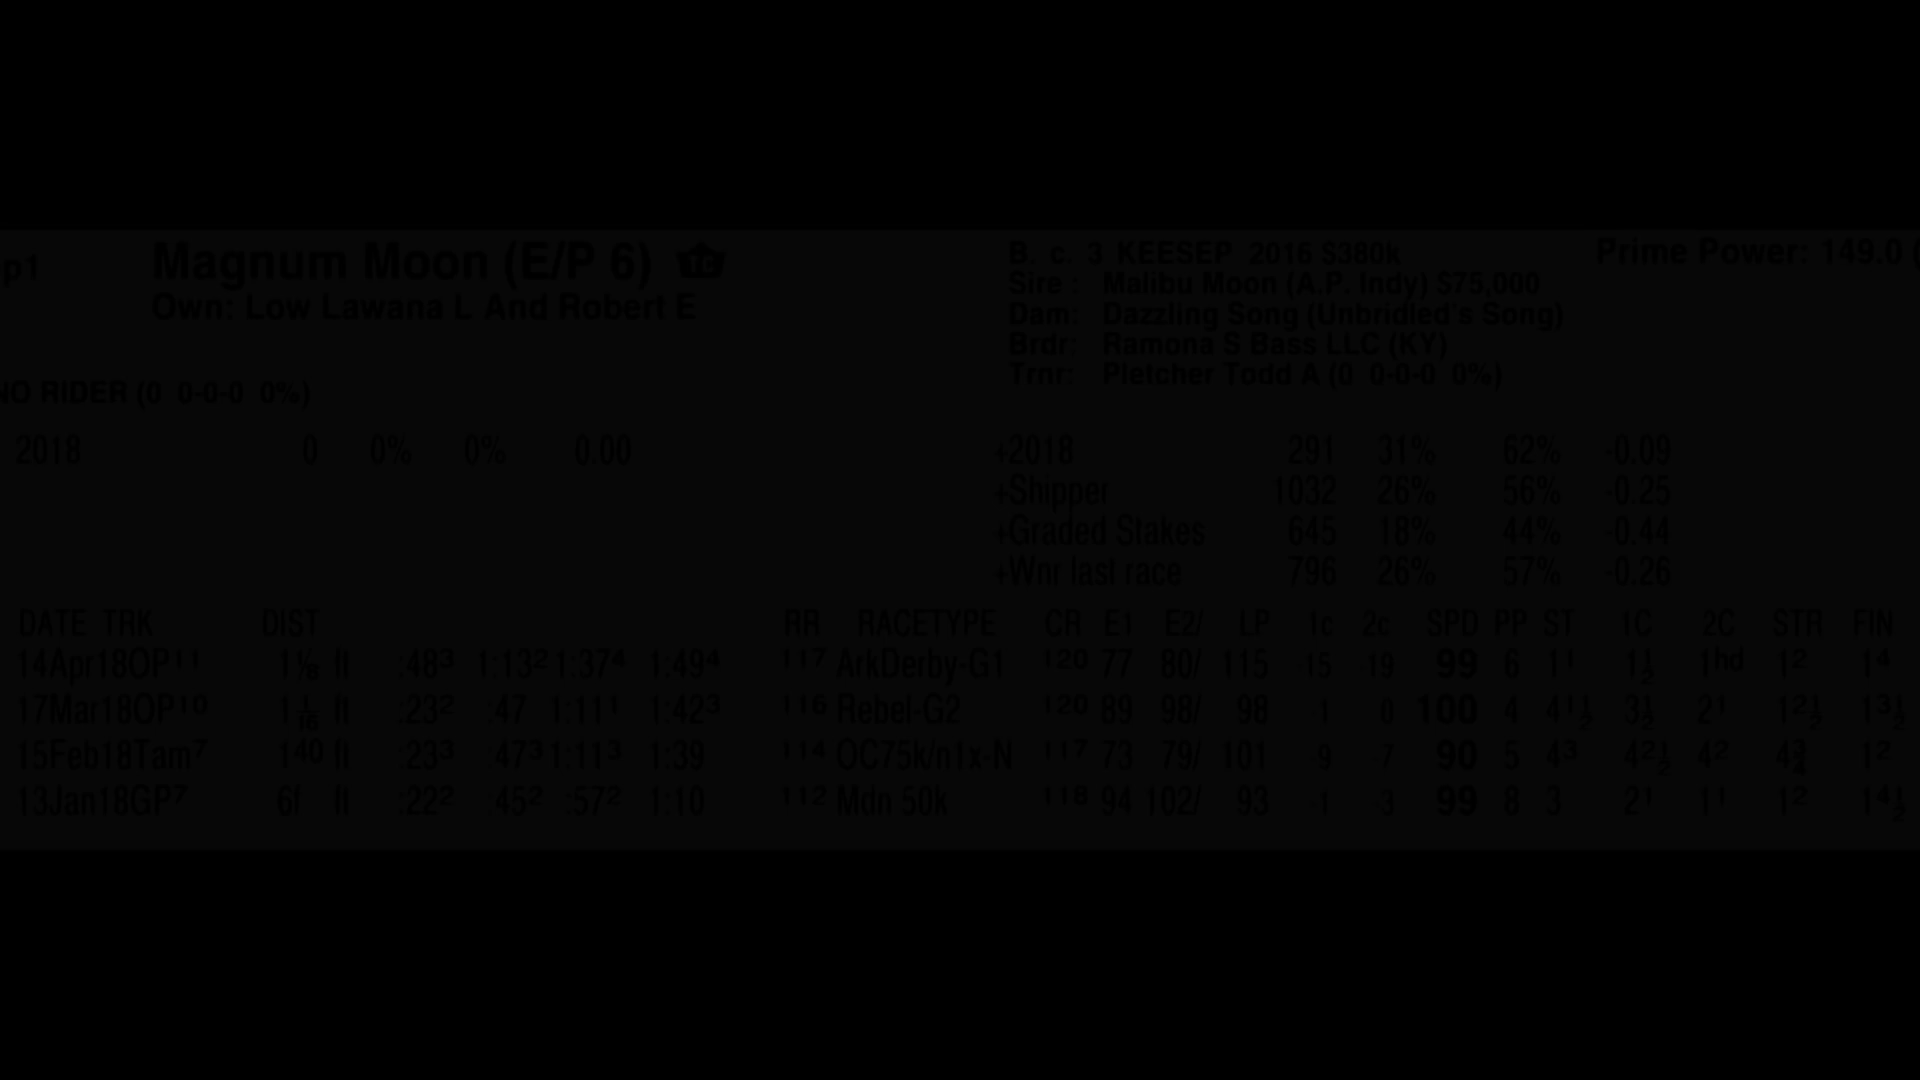 p1 Magnum Moon (E/P 6) B. c. 3 KEESEP 2016 $380k Prime Power: 149.0 (
Own: Low Lawana L And Robert E Sire : Malibu Moon (A.P. Indy) $75,000
Dam: Dazzling Song (Unbridled's Song)
Brdr: Ramona S Bass LLC (KY)
NO RIDER (0 0-0-0 0%) Trnr: Pletcher Todd A (0 0-0-0 0%)
2018 0 0% 0% 0.00 +2018 291 31% 62% -0.09
+Shipper 1032 26% 56% -0.25
+Graded Stakes 645 18% 44% -0.44
+Wnr last race 796 26% 57% -0.26
DATE TRK DIST RR RACETYPE CR E1 E2/ LP 1c 2c SPD PP ST 1C 2C STR FIN
14Apr18OP¹¹ 1⅛ ft :48³ 1:13² 1:37⁴ 1:49⁴ ¹¹⁷ ArkDerby-G1 ¹²⁰ 77 80/ 115 -15 -19 99 6 1¹ 1½ 1hd 1² 1⁴
17Mar18OP¹⁰ 1 1/16 ft :23² :47 1:11¹ 1:42³ ¹¹⁶ Rebel-G2 ¹²⁰ 89 98/ 98 1 0 100 4 4¹½ 3½ 2¹ 1²½ 1³½
15Feb18Tam⁷ 1⁴⁰ ft :23³ :47³ 1:11³ 1:39 ¹¹⁴ OC75k/n1x-N ¹¹⁷ 73 79/ 101 -9 -7 90 5 4³ 4²½ 4² 4¾ 1²
13Jan18GP⁷ 6f ft :22² :45² :57² 1:10 ¹¹² Mdn 50k ¹¹⁶ 94 102/ 93 -1 -3 99 8 3 2¹ 1¹ 1² 1⁴½